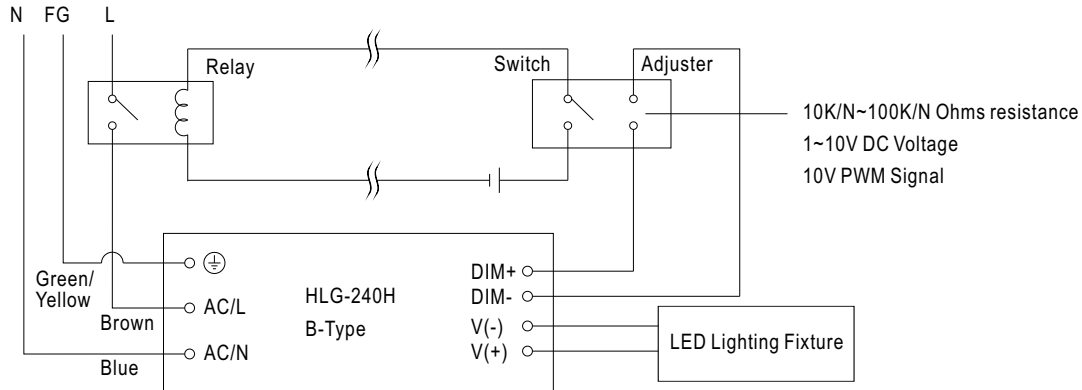 N FG L
Relay
Switch
Adjuster
10K/N~100K/N Ohms resistance
1~10V DC Voltage
10V PWM Signal
Green/
Yellow
Brown
Blue
AC/L
AC/N
HLG-240H
B-Type
DIM+
DIM-
V(-)
V(+)
LED Lighting Fixture